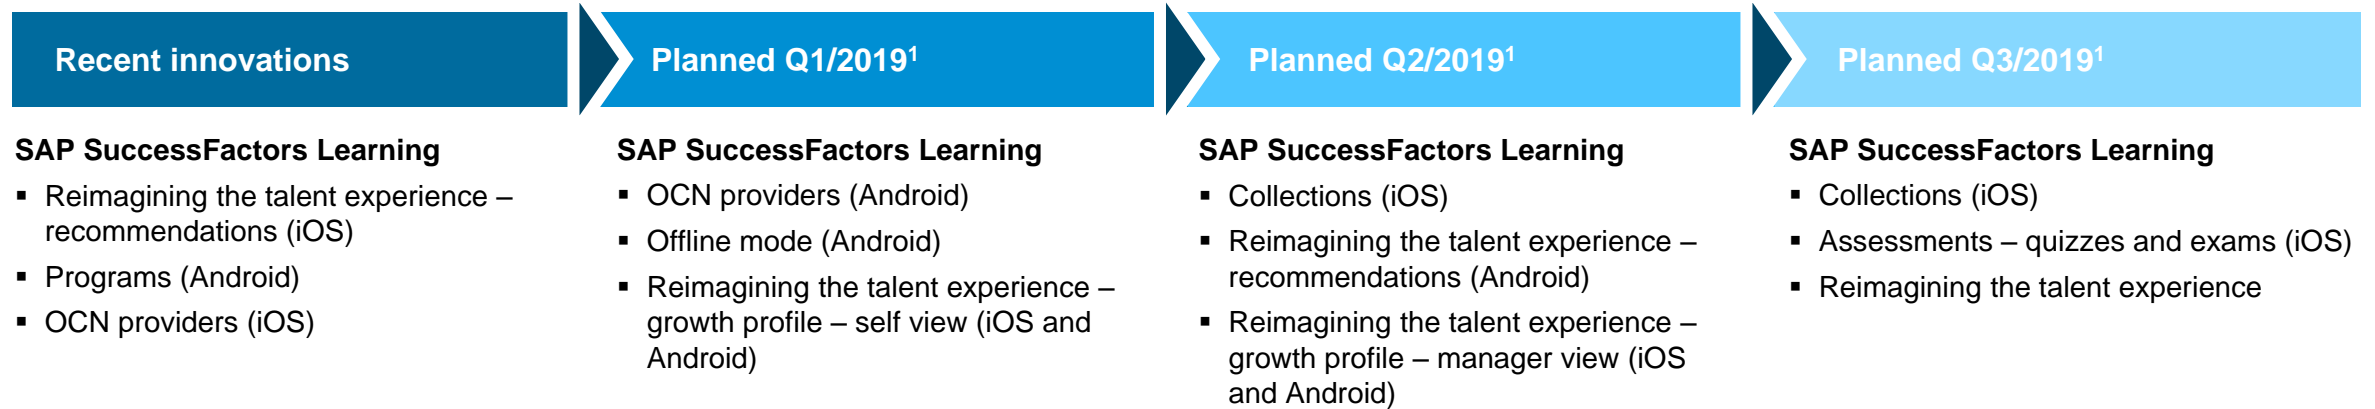 Recent innovations
Planned Q1/2019¹
Planned Q2/2019¹
Planned Q3/2019¹
SAP SuccessFactors Learning
▪ Reimagining the talent experience –
recommendations (iOS)
▪ Programs (Android)
▪ OCN providers (iOS)
SAP SuccessFactors Learning
▪ OCN providers (Android)
▪ Offline mode (Android)
▪ Reimagining the talent experience –
growth profile – self view (iOS and
Android)
SAP SuccessFactors Learning
▪ Collections (iOS)
▪ Reimagining the talent experience –
recommendations (Android)
▪ Reimagining the talent experience –
growth profile – manager view (iOS
and Android)
SAP SuccessFactors Learning
▪ Collections (iOS)
▪ Assessments – quizzes and exams (iOS)
▪ Reimagining the talent experience